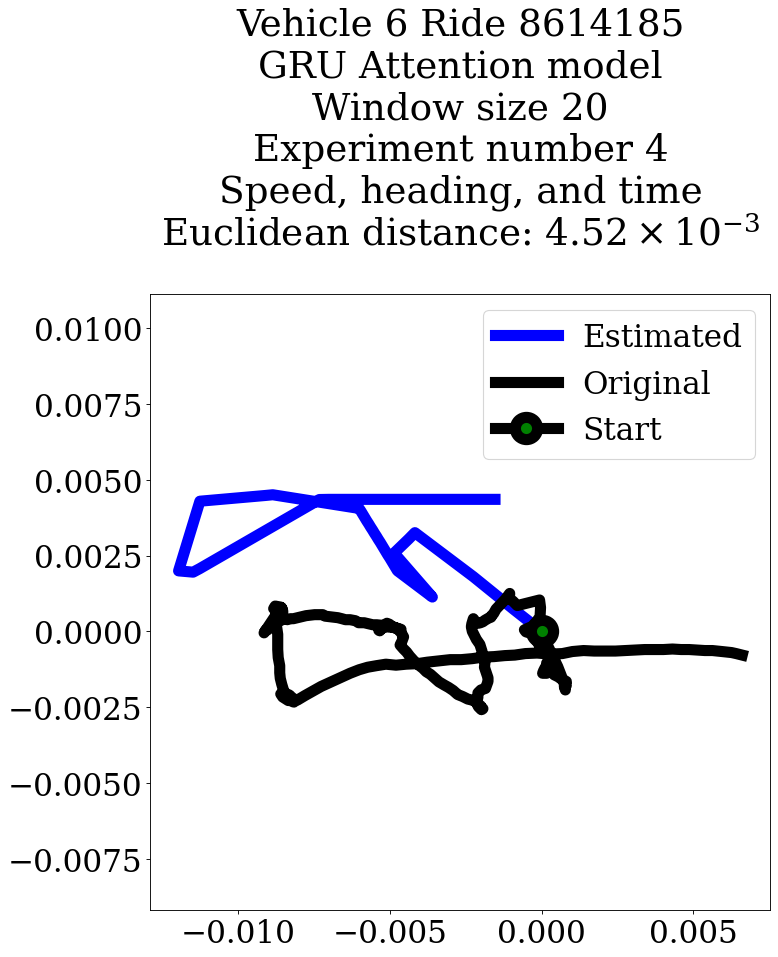 Vehicle 6 Ride 8614185
GRU Attention model
Window size 20
Experiment number 4
Speed, heading, and time
Euclidean distance: 4.52 × 10⁻³
Estimated
Original
Start
0.0100
0.0075
0.0050
0.0025
0.0000
−0.0025
−0.0050
−0.0075
−0.010 −0.005 0.000 0.005